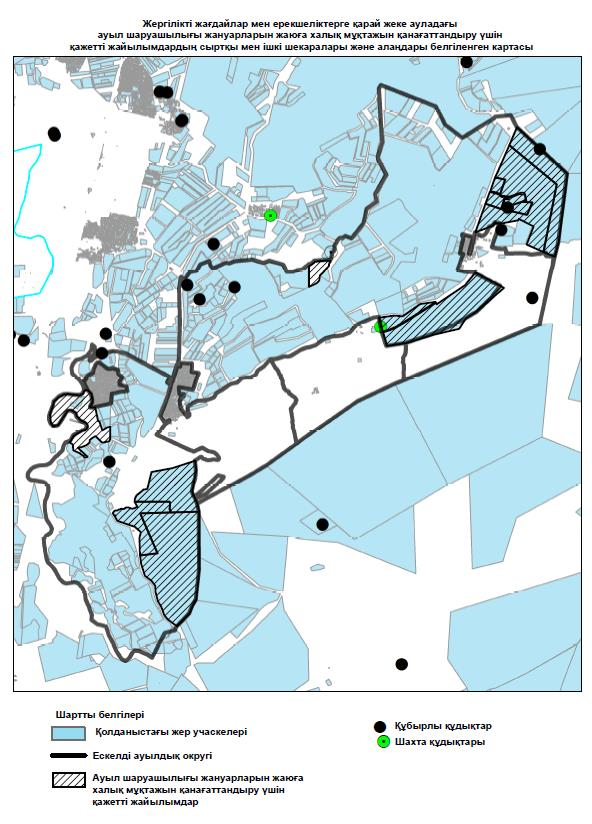 Жергілікті жағдайлар мен ерекшеліктерге қарай жеке ауладағы
ауыл шаруашылығы жануарларын жаюға халық мұқтажын қанағаттандыру үшін
қажетті жайылымдардың сыртқы мен ішкі шекаралары және алаңдары белгіленген картасы
Шартты белгілері
Қолданыстағы жер учаскелері
Ескелді ауылдық округі
Ауыл шаруашылығы жануарларын жаюға
халық мұқтажын қанағаттандыру үшін
қажетті жайылымдар
Құбырлы құдықтар
Шахта құдықтары